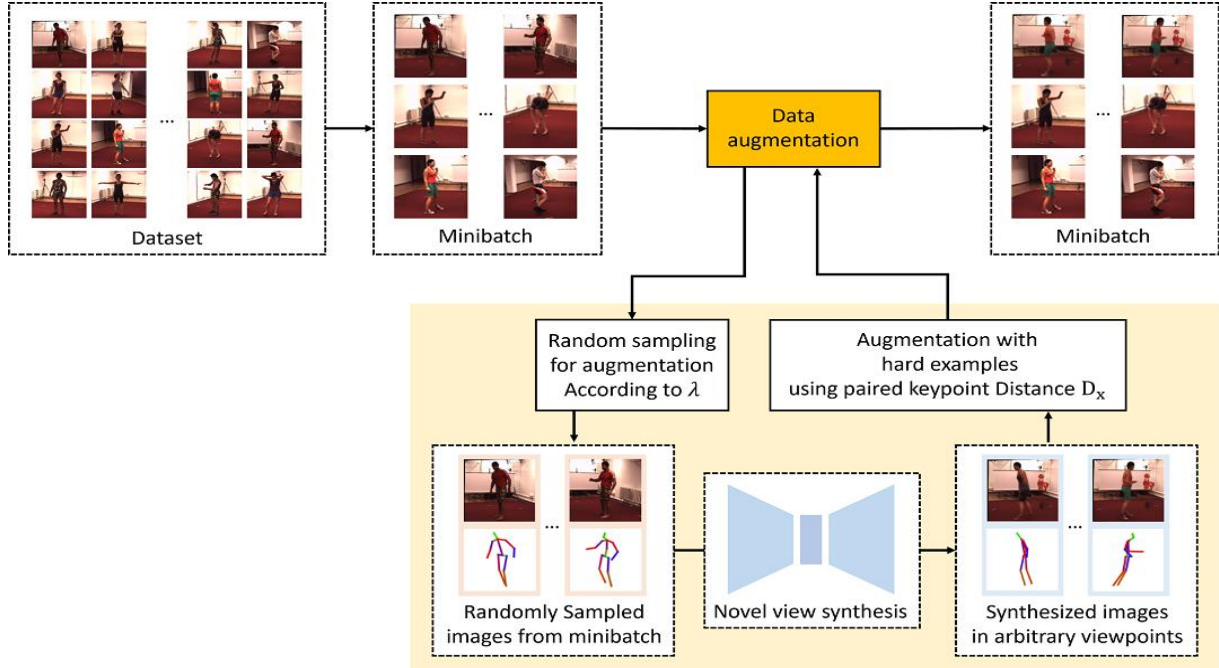 ...
Dataset
...
Minibatch
Data
augmentation
...
Minibatch
Random sampling
for augmentation
According to λ
Augmentation with
hard examples
using paired keypoint Distance Dₓ
...
Randomly Sampled
images from minibatch
Novel view synthesis
...
Synthesized images
in arbitrary viewpoints